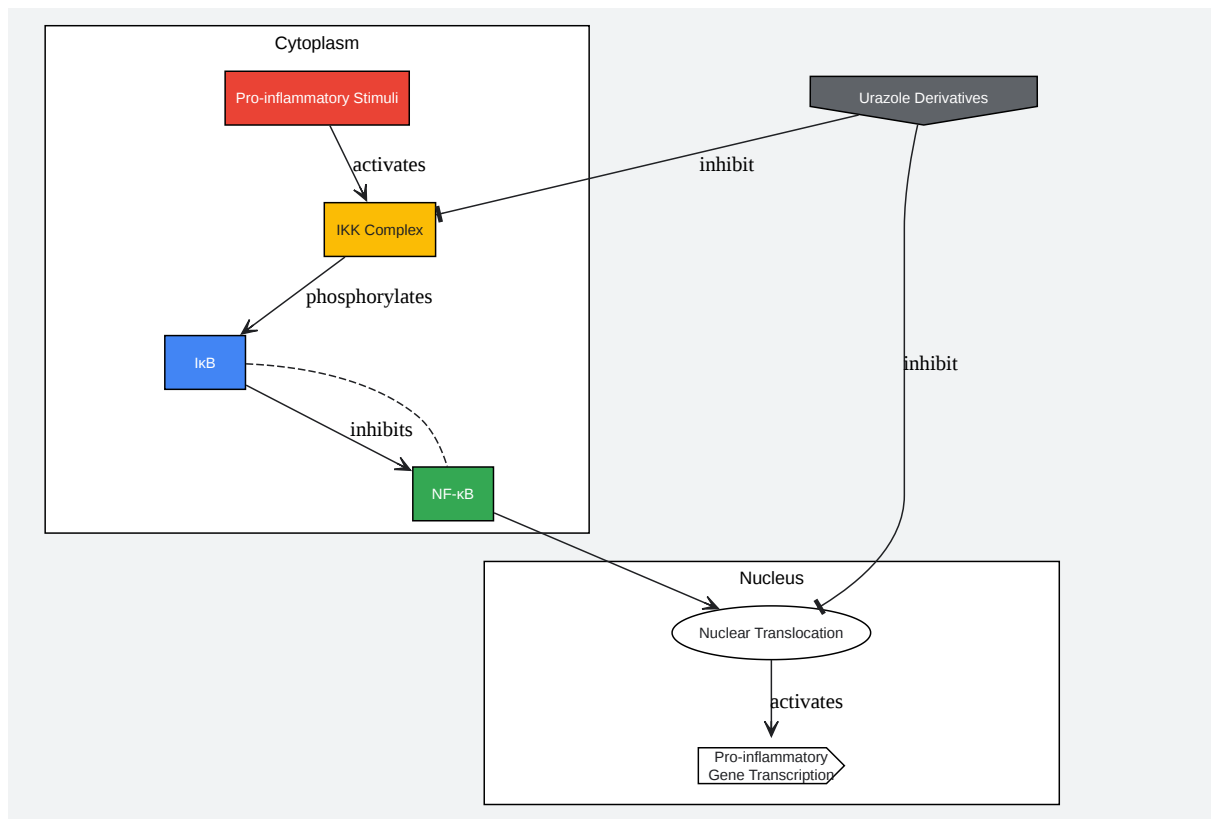 Cytoplasm
Pro-inflammatory Stimuli
Urazole Derivatives
activates
inhibit
IKK Complex
phosphorylates
IκB
inhibit
inhibits
NF-κB
Nucleus
Nuclear Translocation
activates
Pro-inflammatory
Gene Transcription